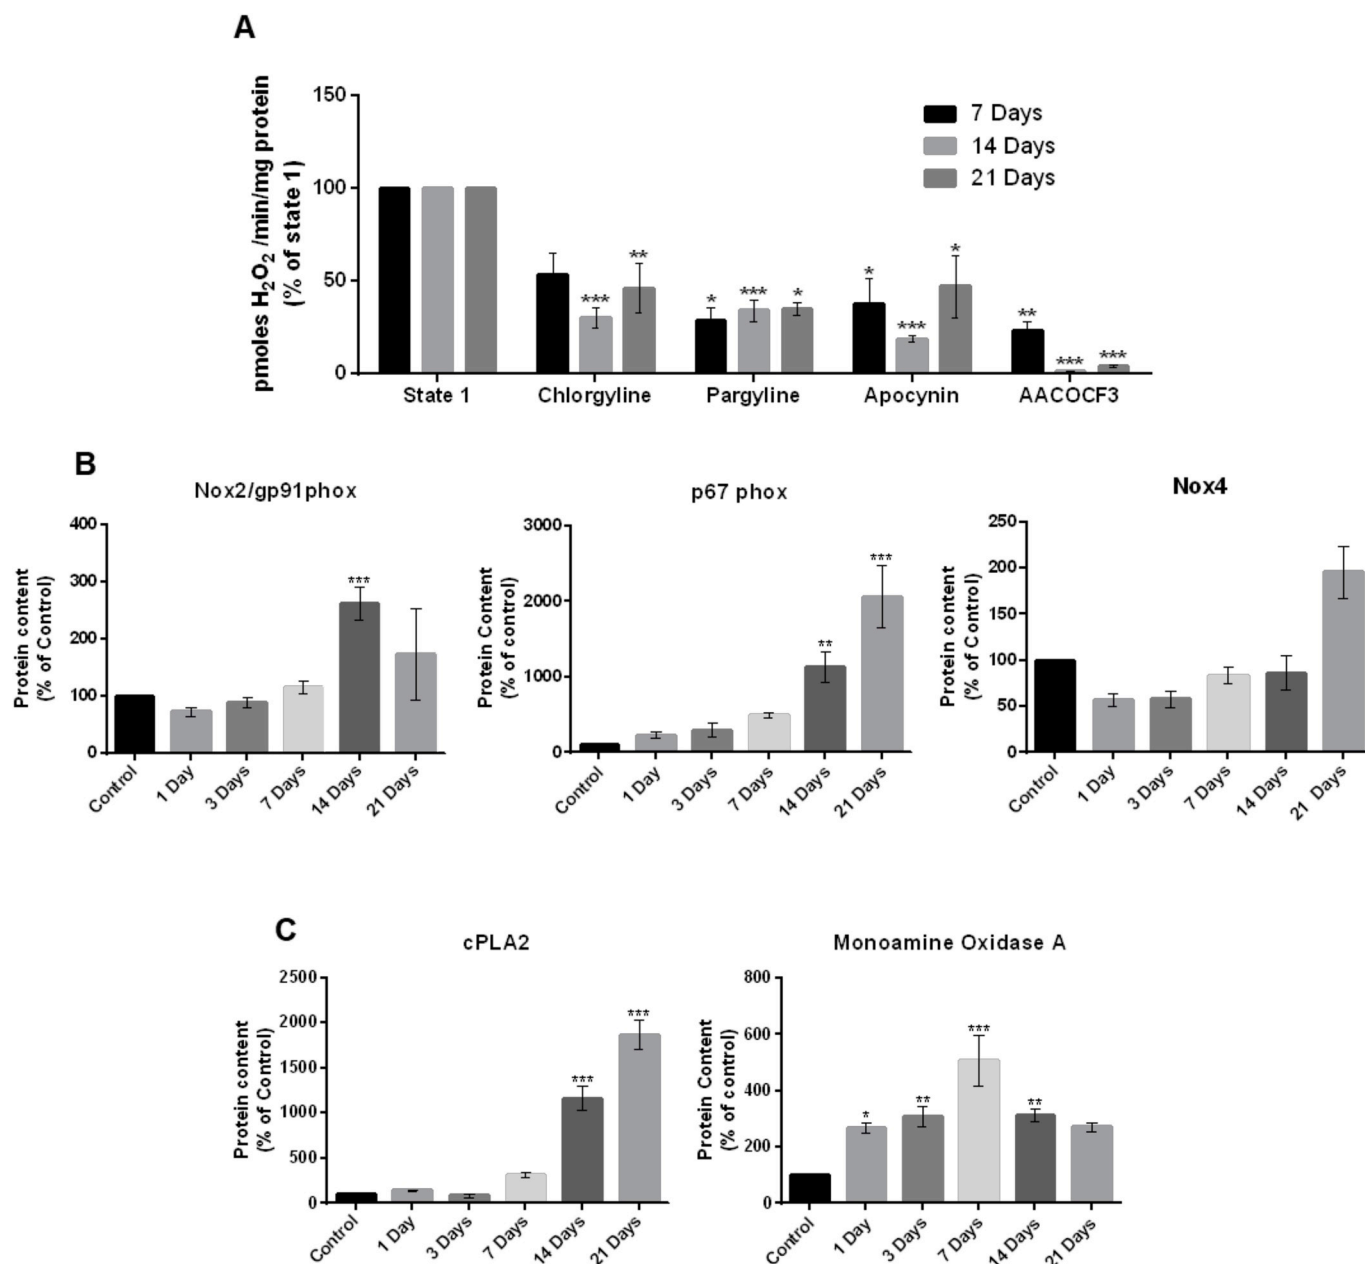 A
pmoles H2O2 /min/mg protein
(% of state 1)
150
100
50
0
7 Days
14 Days
21 Days
**
***
*
***
*
*
***
*
**
***
***
State 1
Chlorgyline
Pargyline
Apocynin
AACOCF3
B
Nox2/gp91phox
Protein content
(% of Control)
400
300
200
100
0
***
Control
1 Day
3 Days
7 Days
14 Days
21 Days
p67 phox
Protein Content
(% of control)
3000
2000
1000
0
**
***
Control
1 Day
3 Days
7 Days
14 Days
21 Days
Nox4
Protein content
(% of Control)
250
200
150
100
50
0
Control
1 Day
3 Days
7 Days
14 Days
21 Days
C
cPLA2
Protein content
(% of Control)
2500
2000
1500
1000
500
0
***
***
Control
1 Day
3 Days
7 Days
14 Days
21 Days
Monoamine Oxidase A
Protein Content
(% of control)
800
600
400
200
0
*
**
***
**
Control
1 Day
3 Days
7 Days
14 Days
21 Days